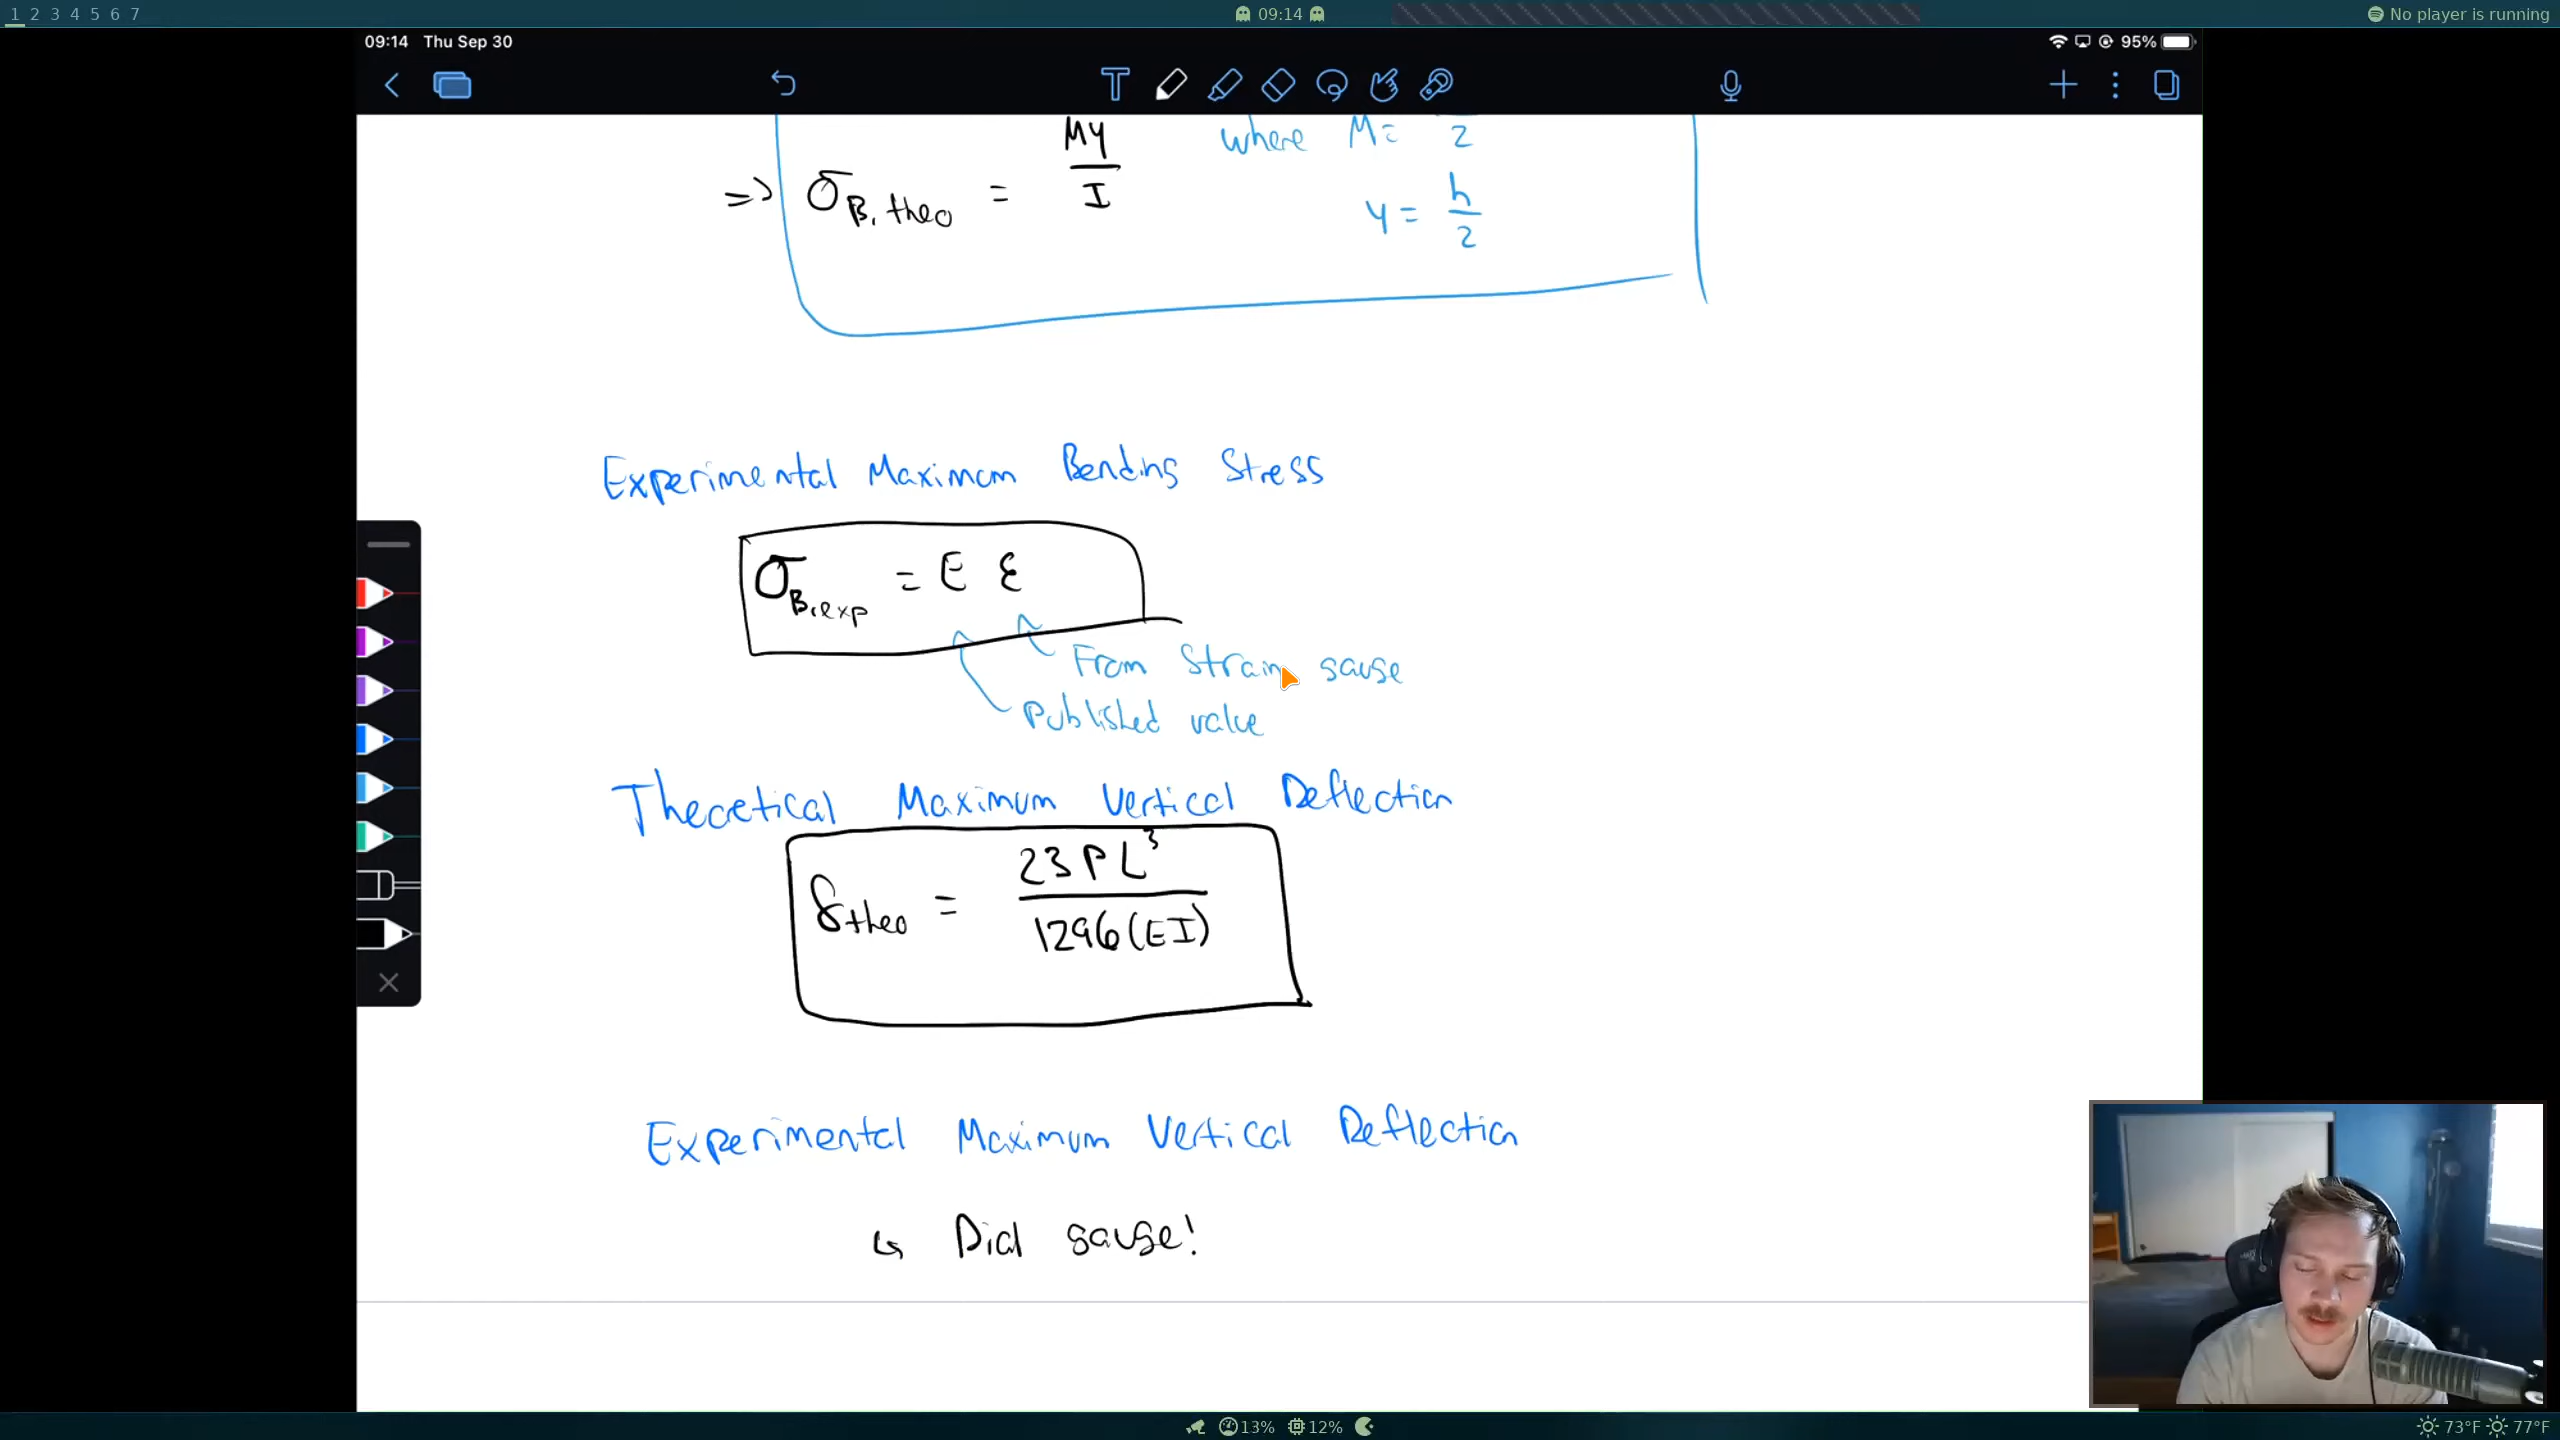 1 2 3 4 5 6 7
09:14
No player is running
09:14 Thu Sep 30
95%
=> σB,theo = My/I where M= /2
y = h/2
Experimental Maximum Bending Stress
σB,exp = E ε
From Strain gauge
Published value
Theoretical Maximum Vertical Deflection
δtheo = 23PL³/1296(EI)
Experimental Maximum Vertical Deflection
↳ Dial gauge!
13% 12%
73°F 77°F